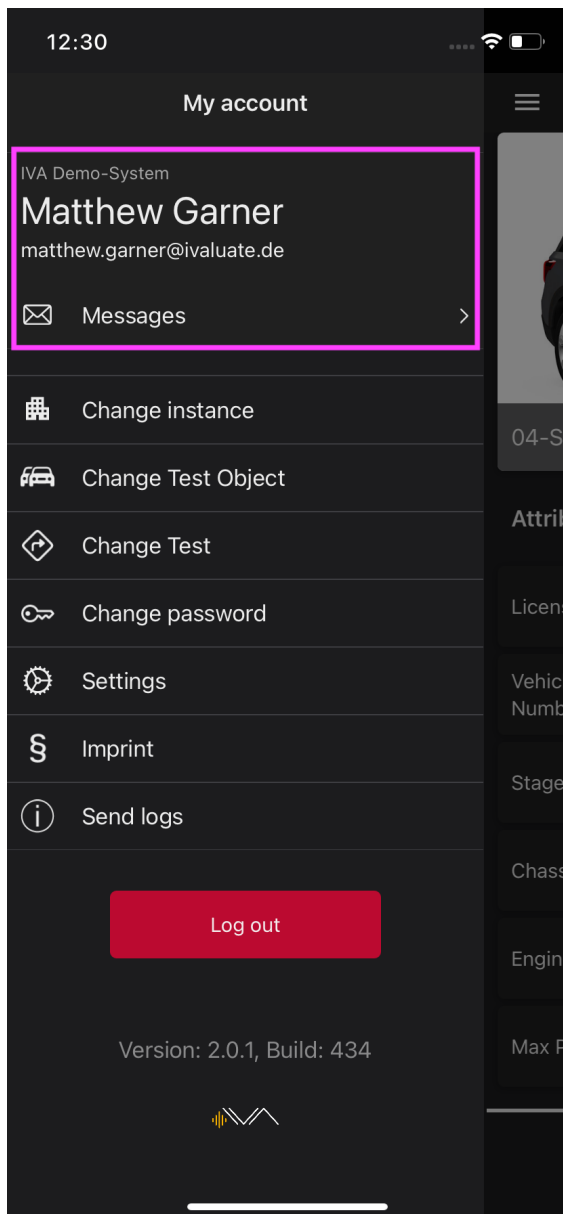 12:30
My account
IVA Demo-System
Matthew Garner
matthew.garner@ivaluate.de
Messages
Change instance
Change Test Object
Change Test
Change password
Settings
§ Imprint
Send logs
Log out
Version: 2.0.1, Build: 434
IVA
04-S
Attrib
Licens
Vehic
Numb
Stage
Chass
Engin
Max P